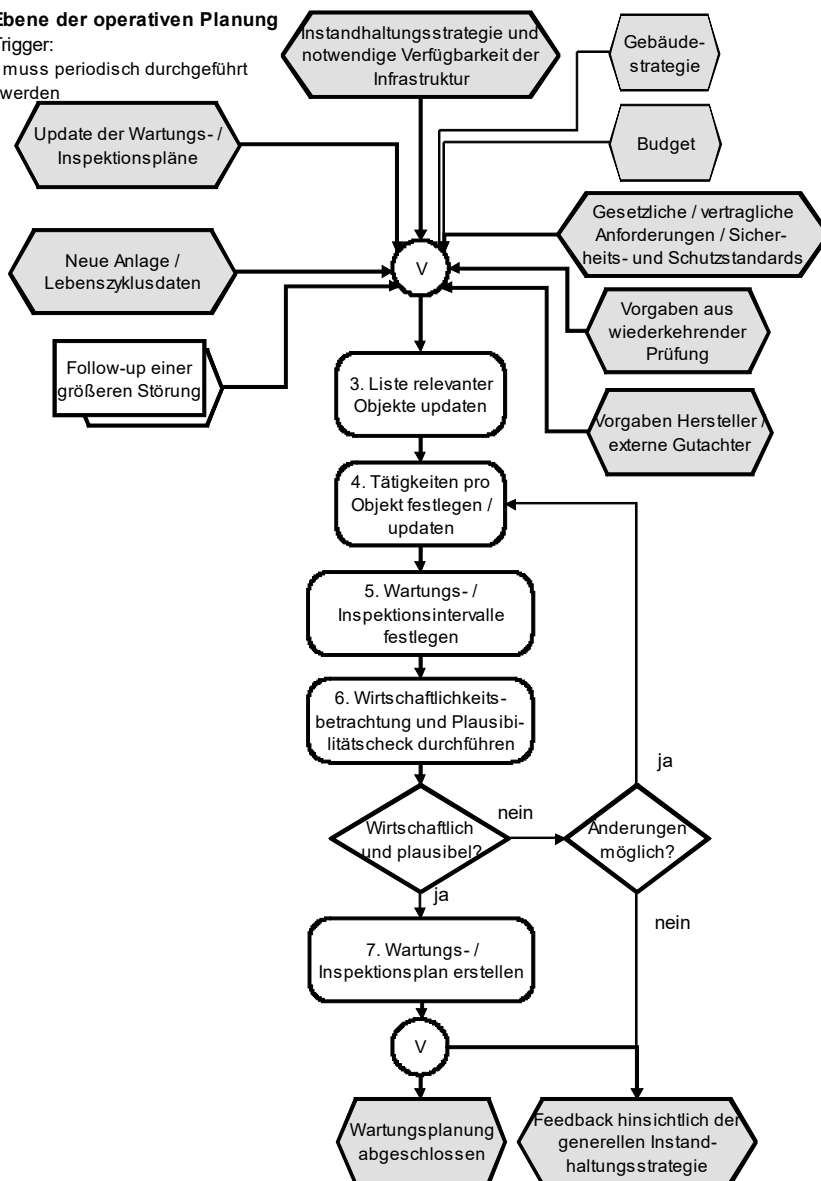 Ebene der operativen Planung
Trigger:
muss periodisch durchgeführt
werden
Instandhaltungsstrategie und
notwendige Verfügbarkeit der
Infrastruktur
Gebäude-
strategie
Update der Wartungs- /
Inspektionspläne
Budget
Gesetzliche / vertragliche
Anforderungen / Sicher-
heits- und Schutzstandards
Neue Anlage /
Lebenszyklusdaten
V
Vorgaben aus
wiederkehrender
Prüfung
Follow-up einer
größeren Störung
3. Liste relevanter
Objekte updaten
Vorgaben Hersteller /
externe Gutachter
4. Tätigkeiten pro
Objekt festlegen /
updaten
5. Wartungs- /
Inspektionsintervalle
festlegen
6. Wirtschaftlichkeits-
betrachtung und Plausibi-
litätscheck durchführen
ja
nein
Wirtschaftlich
und plausibel?
Änderungen
möglich?
ja
nein
7. Wartungs- /
Inspektionsplan erstellen
V
Wartungsplanung
abgeschlossen
Feedback hinsichtlich der
generellen Instand-
haltungsstrategie